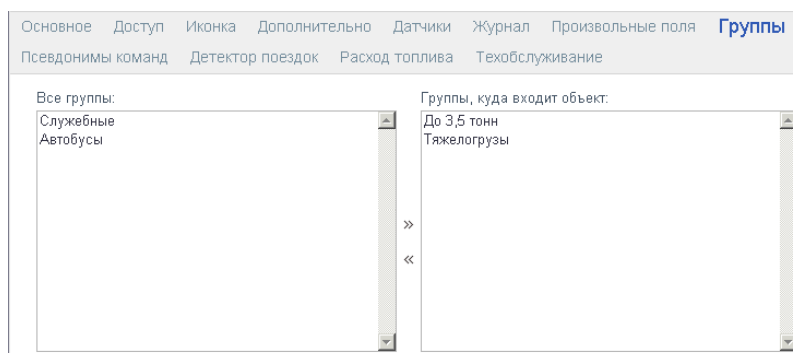 Основное Доступ Иконка Дополнительно Датчики Журнал Произвольные поля Группы
Псевдонимы команд Детектор поездок Расход топлива Техобслуживание
Все группы: Группы, куда входит объект:
Служебные До 3,5 тонн
Автобусы Тяжелогрузы
»
«